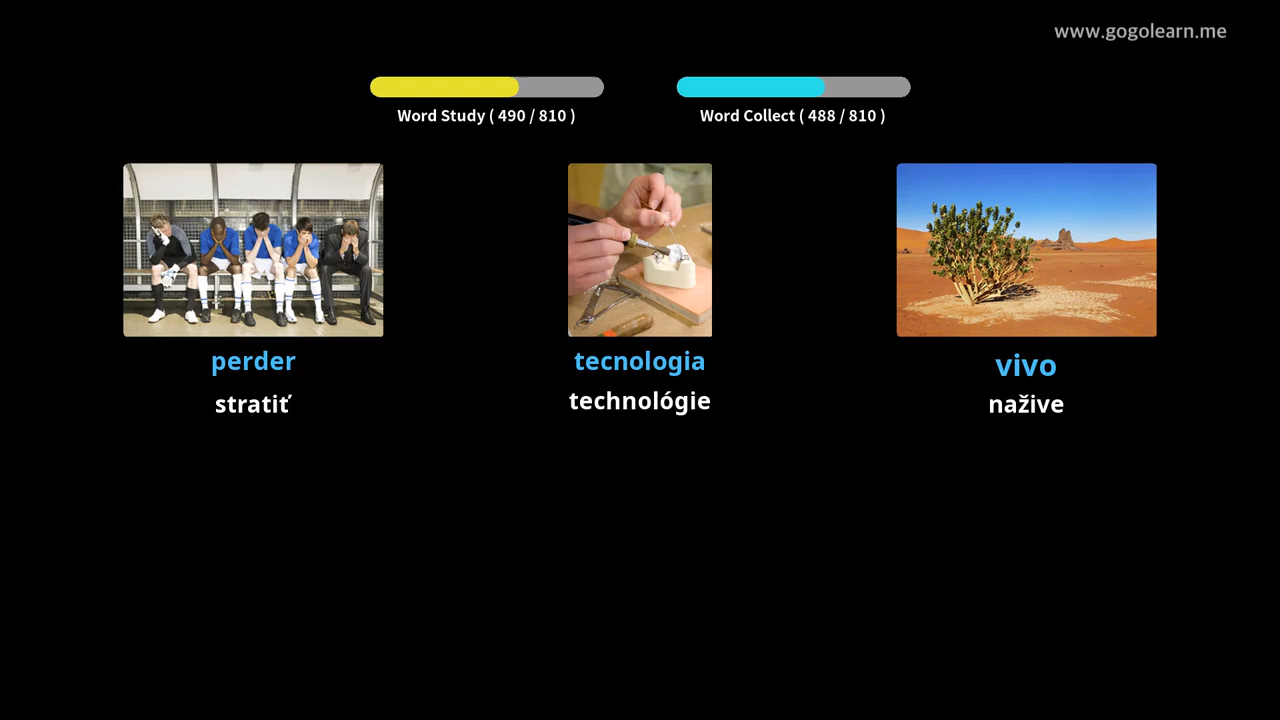 www.gogolearn.me
Word Study ( 490 / 810 )
Word Collect ( 488 / 810 )
perder
stratiť
tecnologia
technológie
vivo
nažive